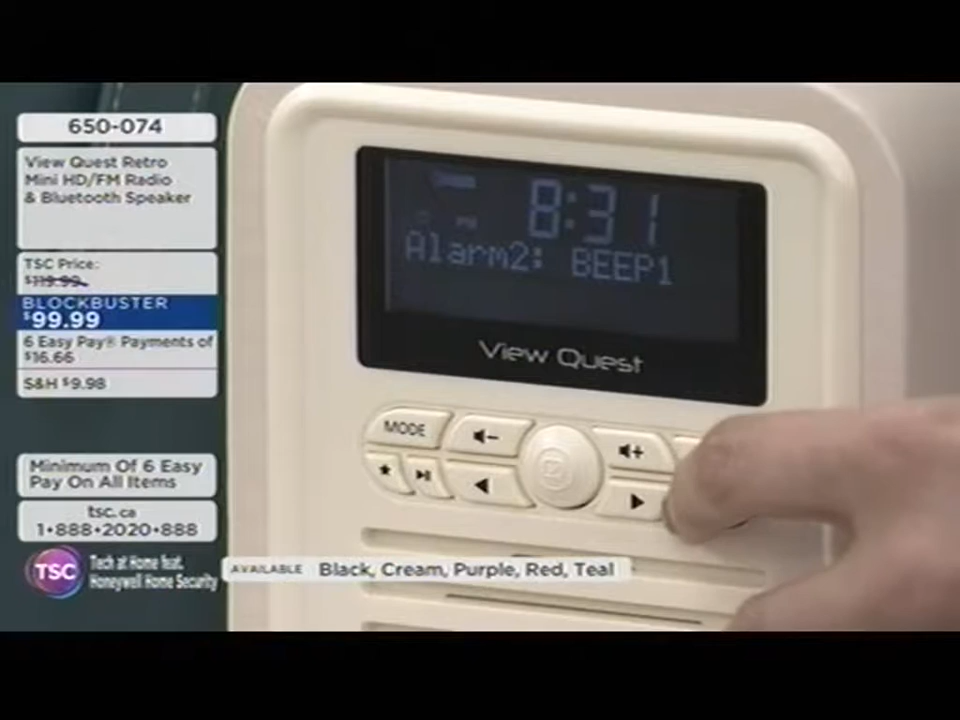 650-074
View Quest Retro
Mini HD/FM Radio
& Bluetooth Speaker
TSC Price:
$119.99
BLOCKBUSTER
$99.99
6 Easy Pay® Payments of
$16.66
S&H $9.98
Minimum Of 6 Easy
Pay On All Items
tsc.ca
1•888•2020•888
TSC
Tech at Home feat.
Honeywell Home Security
AVAILABLE Black, Cream, Purple, Red, Teal
8:31
PM
Alarm2: BEEP1
View Quest
MODE